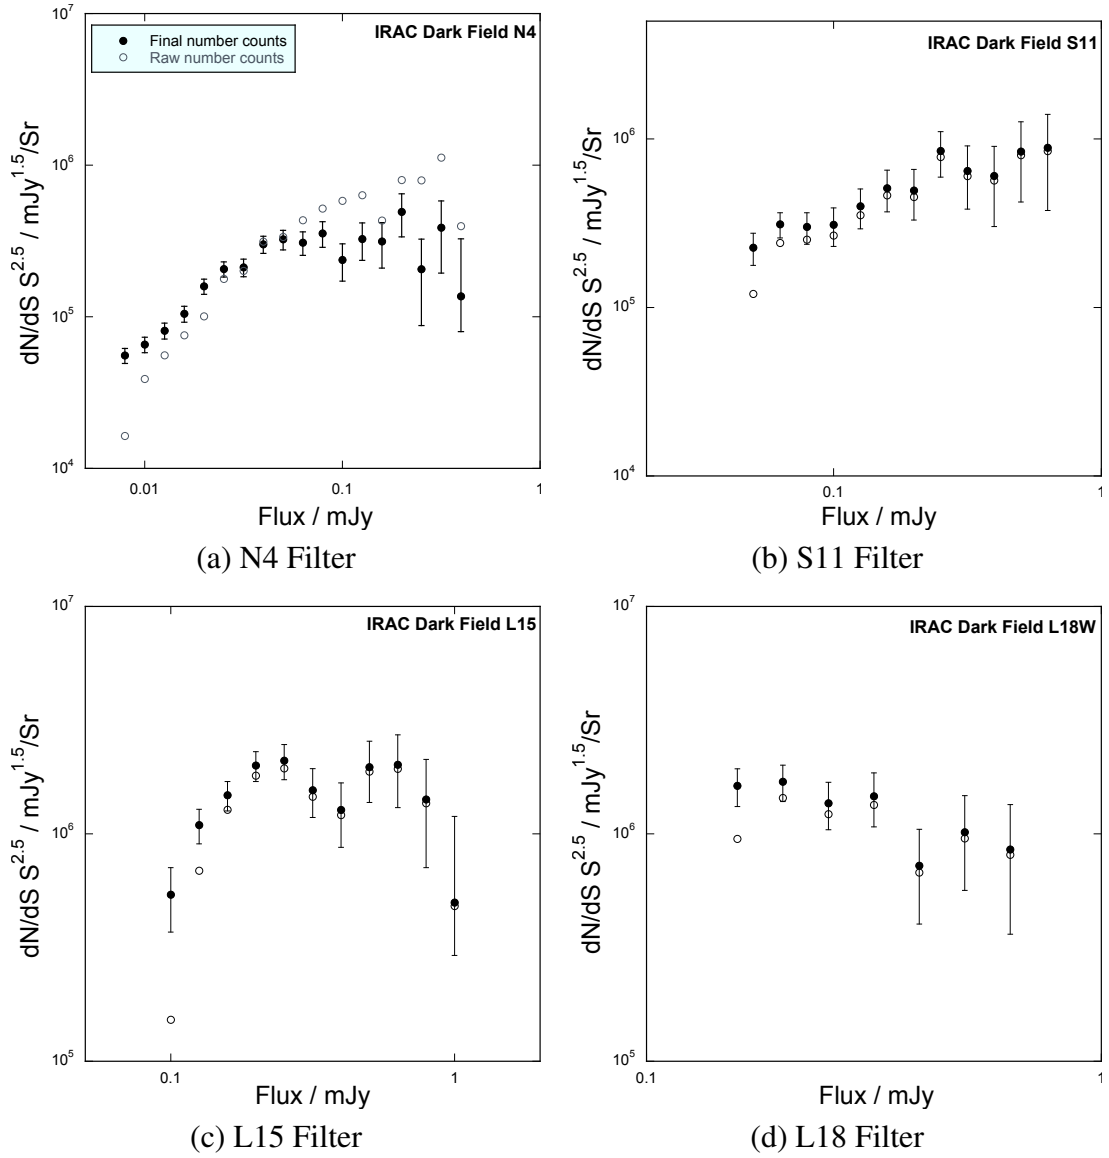 10^7
IRAC Dark Field N4
Final number counts
Raw number counts
10^6
10^5
10^4
dN/dS S^2.5 / mJy^1.5/Sr
0.01
0.1
1
Flux / mJy
(a) N4 Filter
IRAC Dark Field S11
10^6
10^5
10^4
dN/dS S^2.5 / mJy^1.5/Sr
0.1
1
Flux / mJy
(b) S11 Filter
10^7
IRAC Dark Field L15
10^6
10^5
dN/dS S^2.5 / mJy^1.5/Sr
0.1
1
Flux / mJy
(c) L15 Filter
10^7
IRAC Dark Field L18W
10^6
10^5
dN/dS S^2.5 / mJy^1.5/Sr
0.1
1
Flux / mJy
(d) L18 Filter